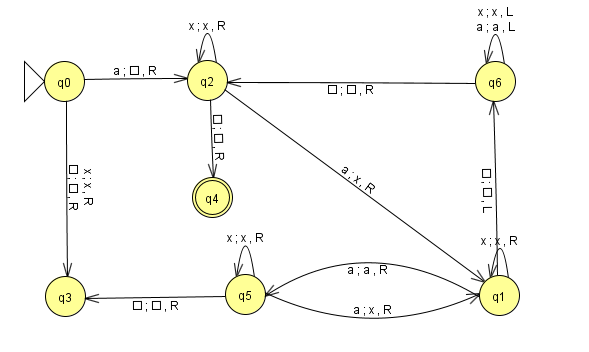 x ; x , L
a ; a , L
x ; x , R
q0
a ; □ , R
q2
□ ; □ , R
q6
□ ; □ , R
x ; x , R
□ ; □ , R
a ; x , R
□ ; □ , L
q4
x ; x , R
x ; x , R
a ; a , R
q3
□ ; □ , R
q5
a ; x , R
q1